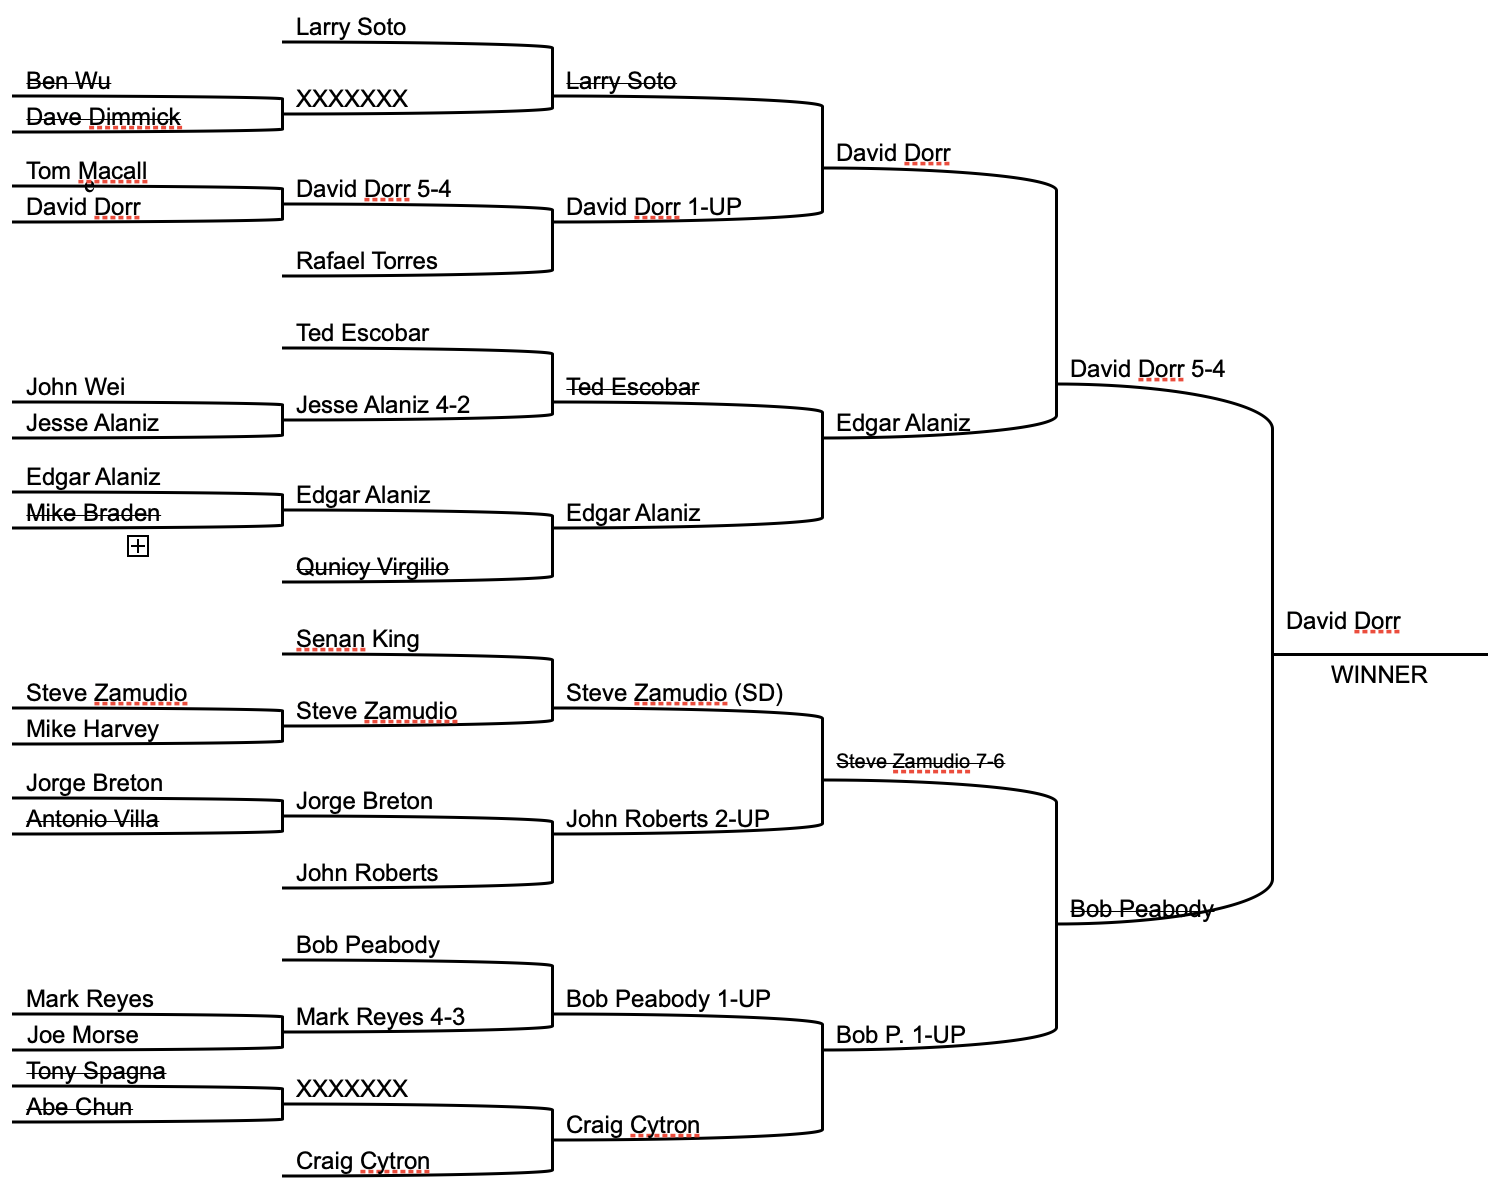 Larry Soto
Ben Wu
XXXXXXX
Larry Soto
Dave Dimmick
David Dorr
Tom Macall
e
David Dorr 5-4
David Dorr
David Dorr 1-UP
Rafael Torres
Ted Escobar
David Dorr 5-4
John Wei
Ted Escobar
Jesse Alaniz 4-2
Jesse Alaniz
Edgar Alaniz
Edgar Alaniz
Edgar Alaniz
Mike Braden
Edgar Alaniz
Qunicy Virgilio
David Dorr
WINNER
Senan King
Steve Zamudio
Steve Zamudio (SD)
Steve Zamudio
Mike Harvey
Steve Zamudio 7-6
Jorge Breton
Jorge Breton
Antonio Villa
John Roberts 2-UP
John Roberts
Bob Peabody
Bob Peabody
Mark Reyes
Bob Peabody 1-UP
Mark Reyes 4-3
Joe Morse
Bob P. 1-UP
Tony Spagna
XXXXXXX
Abe Chun
Craig Cytron
Craig Cytron